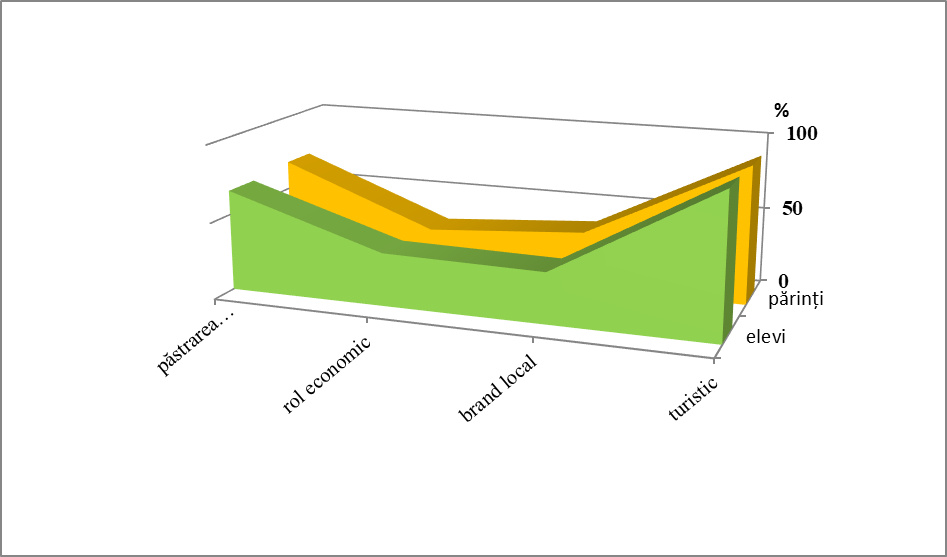 %
100
50
0
părinți
elevi
păstrarea…
rol economic
brand local
turistic